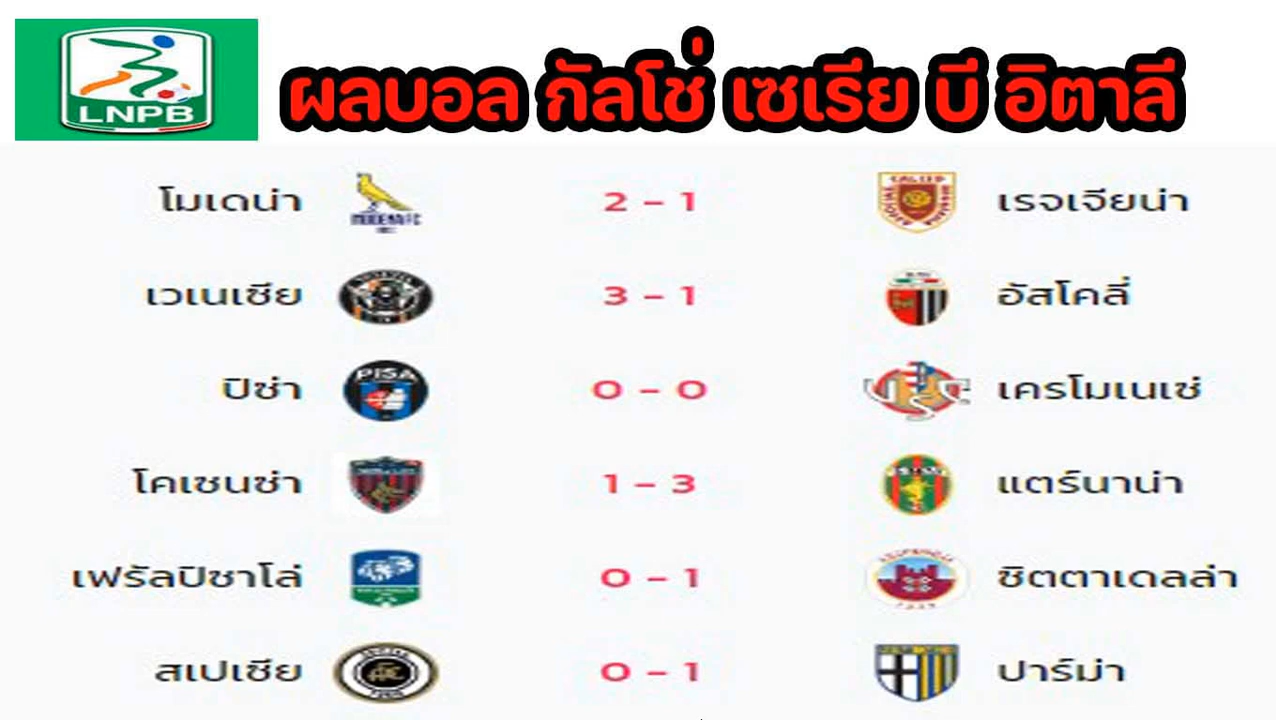 LNPB
ผลบอล กัลโช่ เซเรีย บี อิตาลี
โมเดน่า 2 - 1 เรจเจียน่า
เวเนเซีย 3 - 1 อัสโคลี่
ปิซ่า PISA 0 - 0 เครโมเนเซ่
โคเซนซ่า 1 - 3 แตร์นาน่า
เฟรัลปิซาโล่ 0 - 1 ซิตตาเดลล่า
สเปเซีย 0 - 1 ปาร์ม่า